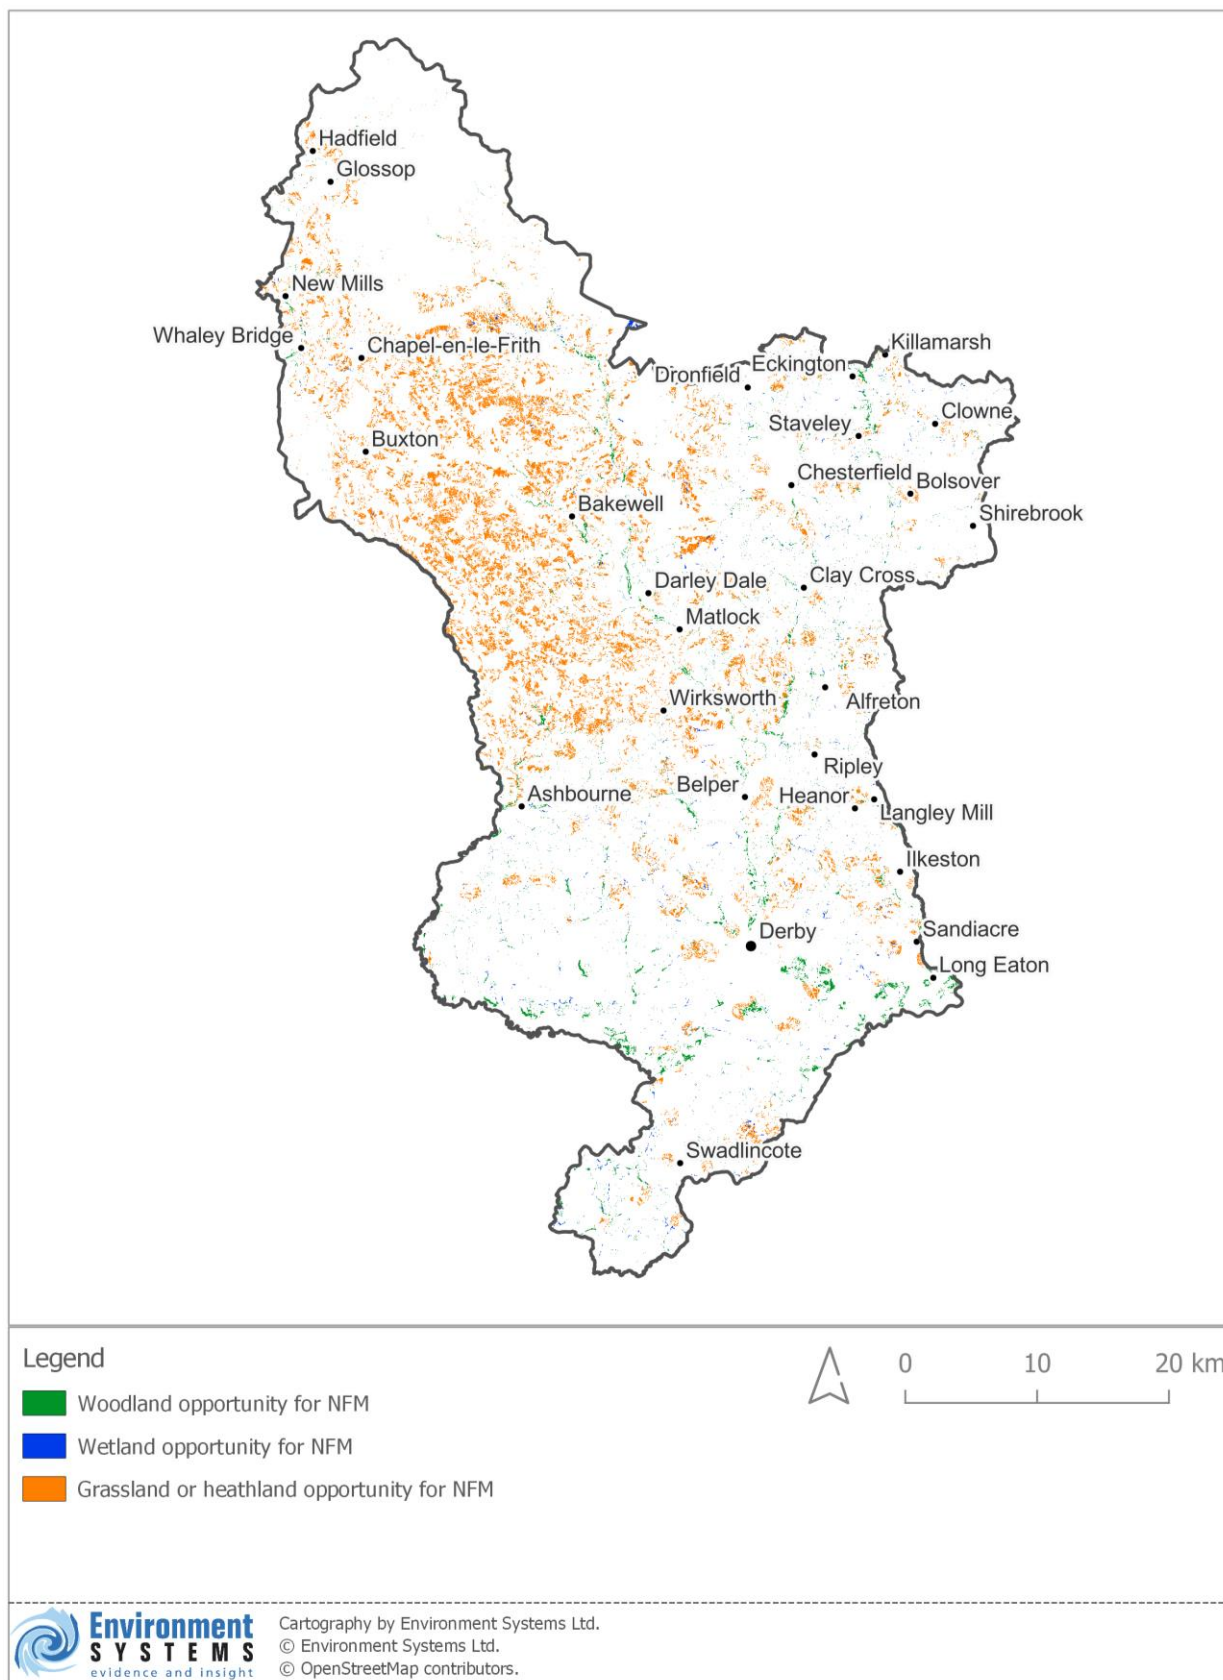 Hadfield
Glossop
New Mills
Whaley Bridge
Chapel-en-le-Frith
Killamarsh
Eckington
Dronfield
Clowne
Staveley
Buxton
Chesterfield
Bolsover
Bakewell
Shirebrook
Darley Dale
Clay Cross
Matlock
Wirksworth
Alfreton
Ripley
Belper
Heanor
Ashbourne
Langley Mill
Ilkeston
Derby
Sandiacre
Long Eaton
Swadlincote
Legend
Woodland opportunity for NFM
Wetland opportunity for NFM
Grassland or heathland opportunity for NFM
0 10 20 km
Environment
SYSTEMS
evidence and insight
Cartography by Environment Systems Ltd.
© Environment Systems Ltd.
© OpenStreetMap contributors.